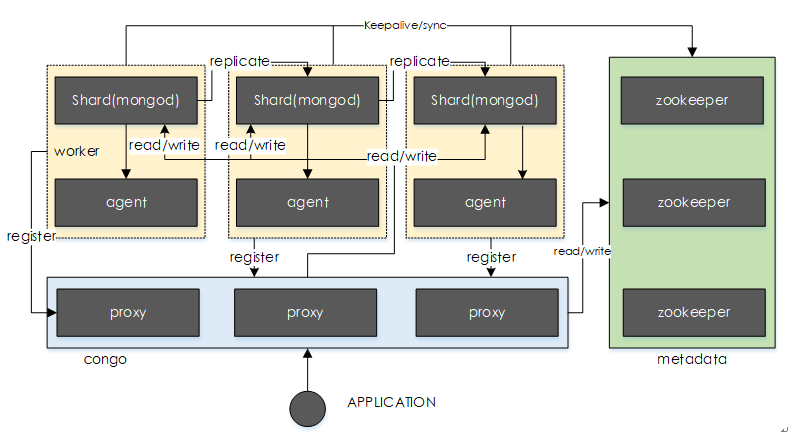 Keepalive/sync
replicate
replicate
Shard(mongod)
Shard(mongod)
Shard(mongod)
zookeeper
worker
read/write
read/write
read/write
agent
agent
agent
zookeeper
register
register
register
read/write
proxy
proxy
proxy
zookeeper
congo
metadata
APPLICATION